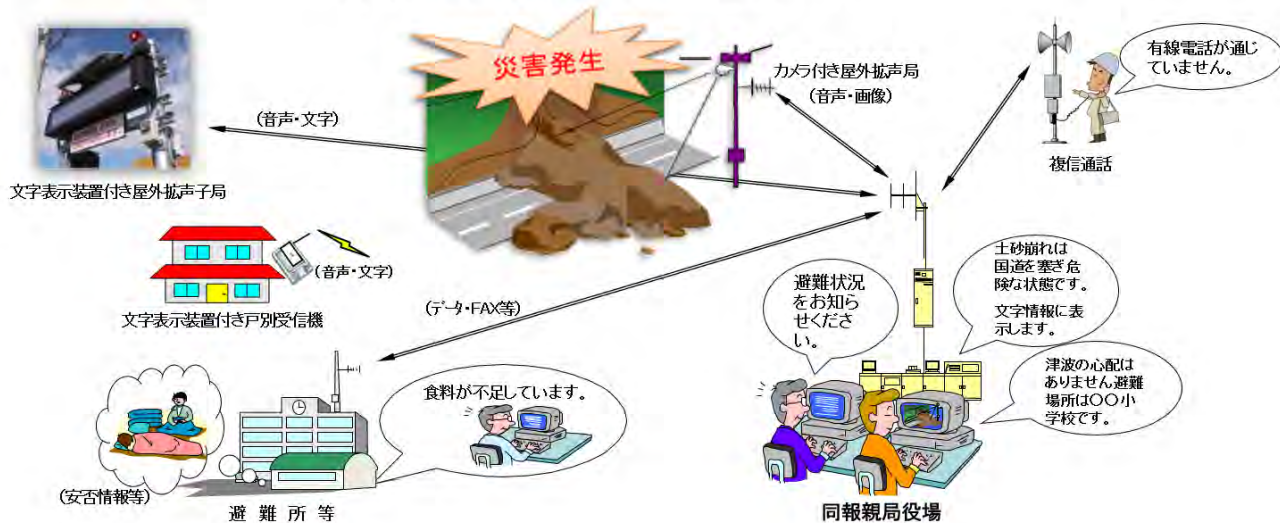 災害発生
カメラ付き屋外拡声局
(音声・画像)
有線電話が通じ
ていません。
複信通話
(音声・文字)
文字表示装置付き屋外拡声子局
(音声・文字)
文字表示装置付き戸別受信機
(データ・FAX等)
避難状況
をお知ら
せくださ
い。
土砂崩れは
国道を塞ぎ危
険な状態です。
文字情報に表
示します。
津波の心配は
ありません避難
場所は〇〇小
学校です。
食料が不足しています。
(安否情報等)
避難所等
同報親局役場